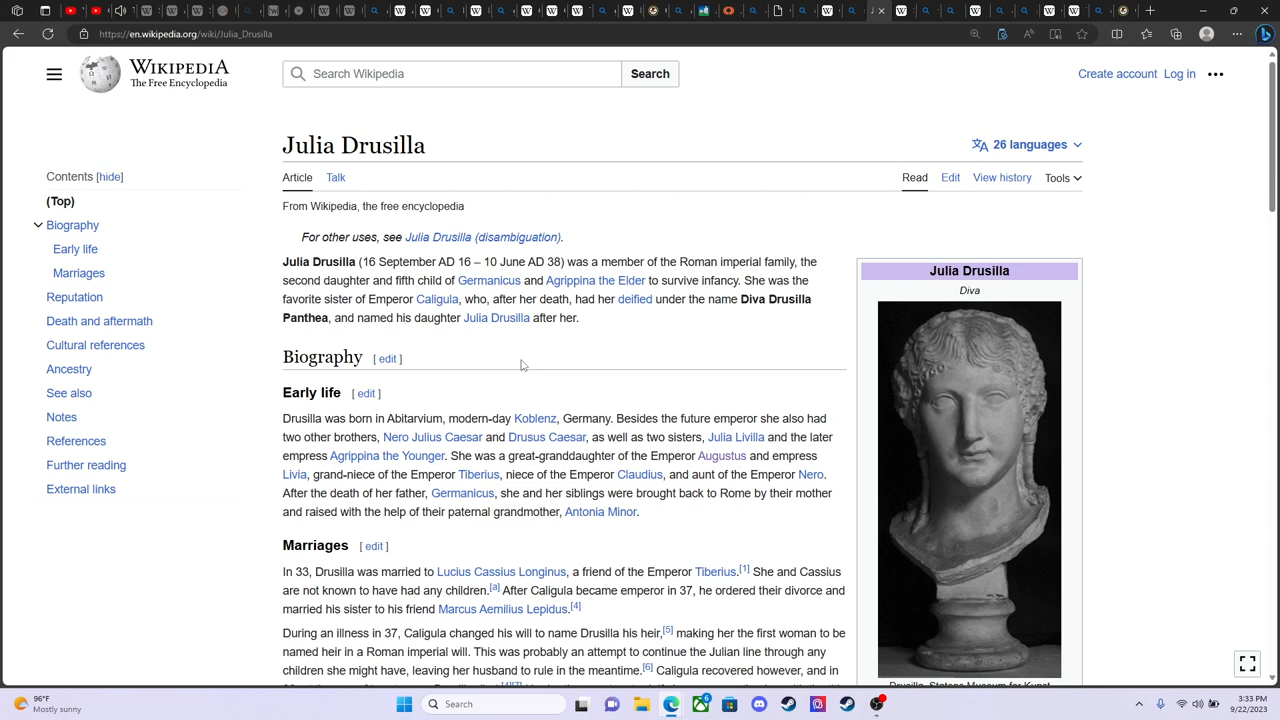 https://en.wikipedia.org/wiki/Julia_Drusilla
WIKIPEDIA
The Free Encyclopedia
Search Wikipedia
Search
Create account Log in
Julia Drusilla
26 languages
Article Talk
Read Edit View history Tools
From Wikipedia, the free encyclopedia
Contents [hide]
(Top)
Biography
Early life
Marriages
Reputation
Death and aftermath
Cultural references
Ancestry
See also
Notes
References
Further reading
External links
For other uses, see Julia Drusilla (disambiguation).
Julia Drusilla (16 September AD 16 – 10 June AD 38) was a member of the Roman imperial family, the
second daughter and fifth child of Germanicus and Agrippina the Elder to survive infancy. She was the
favorite sister of Emperor Caligula, who, after her death, had her deified under the name Diva Drusilla
Panthea, and named his daughter Julia Drusilla after her.
Biography [ edit ]
Early life [ edit ]
Drusilla was born in Abitarvium, modern-day Koblenz, Germany. Besides the future emperor she also had
two other brothers, Nero Julius Caesar and Drusus Caesar, as well as two sisters, Julia Livilla and the later
empress Agrippina the Younger. She was a great-granddaughter of the Emperor Augustus and empress
Livia, grand-niece of the Emperor Tiberius, niece of the Emperor Claudius, and aunt of the Emperor Nero.
After the death of her father, Germanicus, she and her siblings were brought back to Rome by their mother
and raised with the help of their paternal grandmother, Antonia Minor.
Marriages [ edit ]
In 33, Drusilla was married to Lucius Cassius Longinus, a friend of the Emperor Tiberius.[1] She and Cassius
are not known to have had any children.[a] After Caligula became emperor in 37, he ordered their divorce and
married his sister to his friend Marcus Aemilius Lepidus.[4]
During an illness in 37, Caligula changed his will to name Drusilla his heir,[5] making her the first woman to be
named heir in a Roman imperial will. This was probably an attempt to continue the Julian line through any
children she might have, leaving her husband to rule in the meantime.[6] Caligula recovered however, and in
Julia Drusilla
Diva
96°F
Mostly sunny
Search
6
3:33 PM
9/22/2023